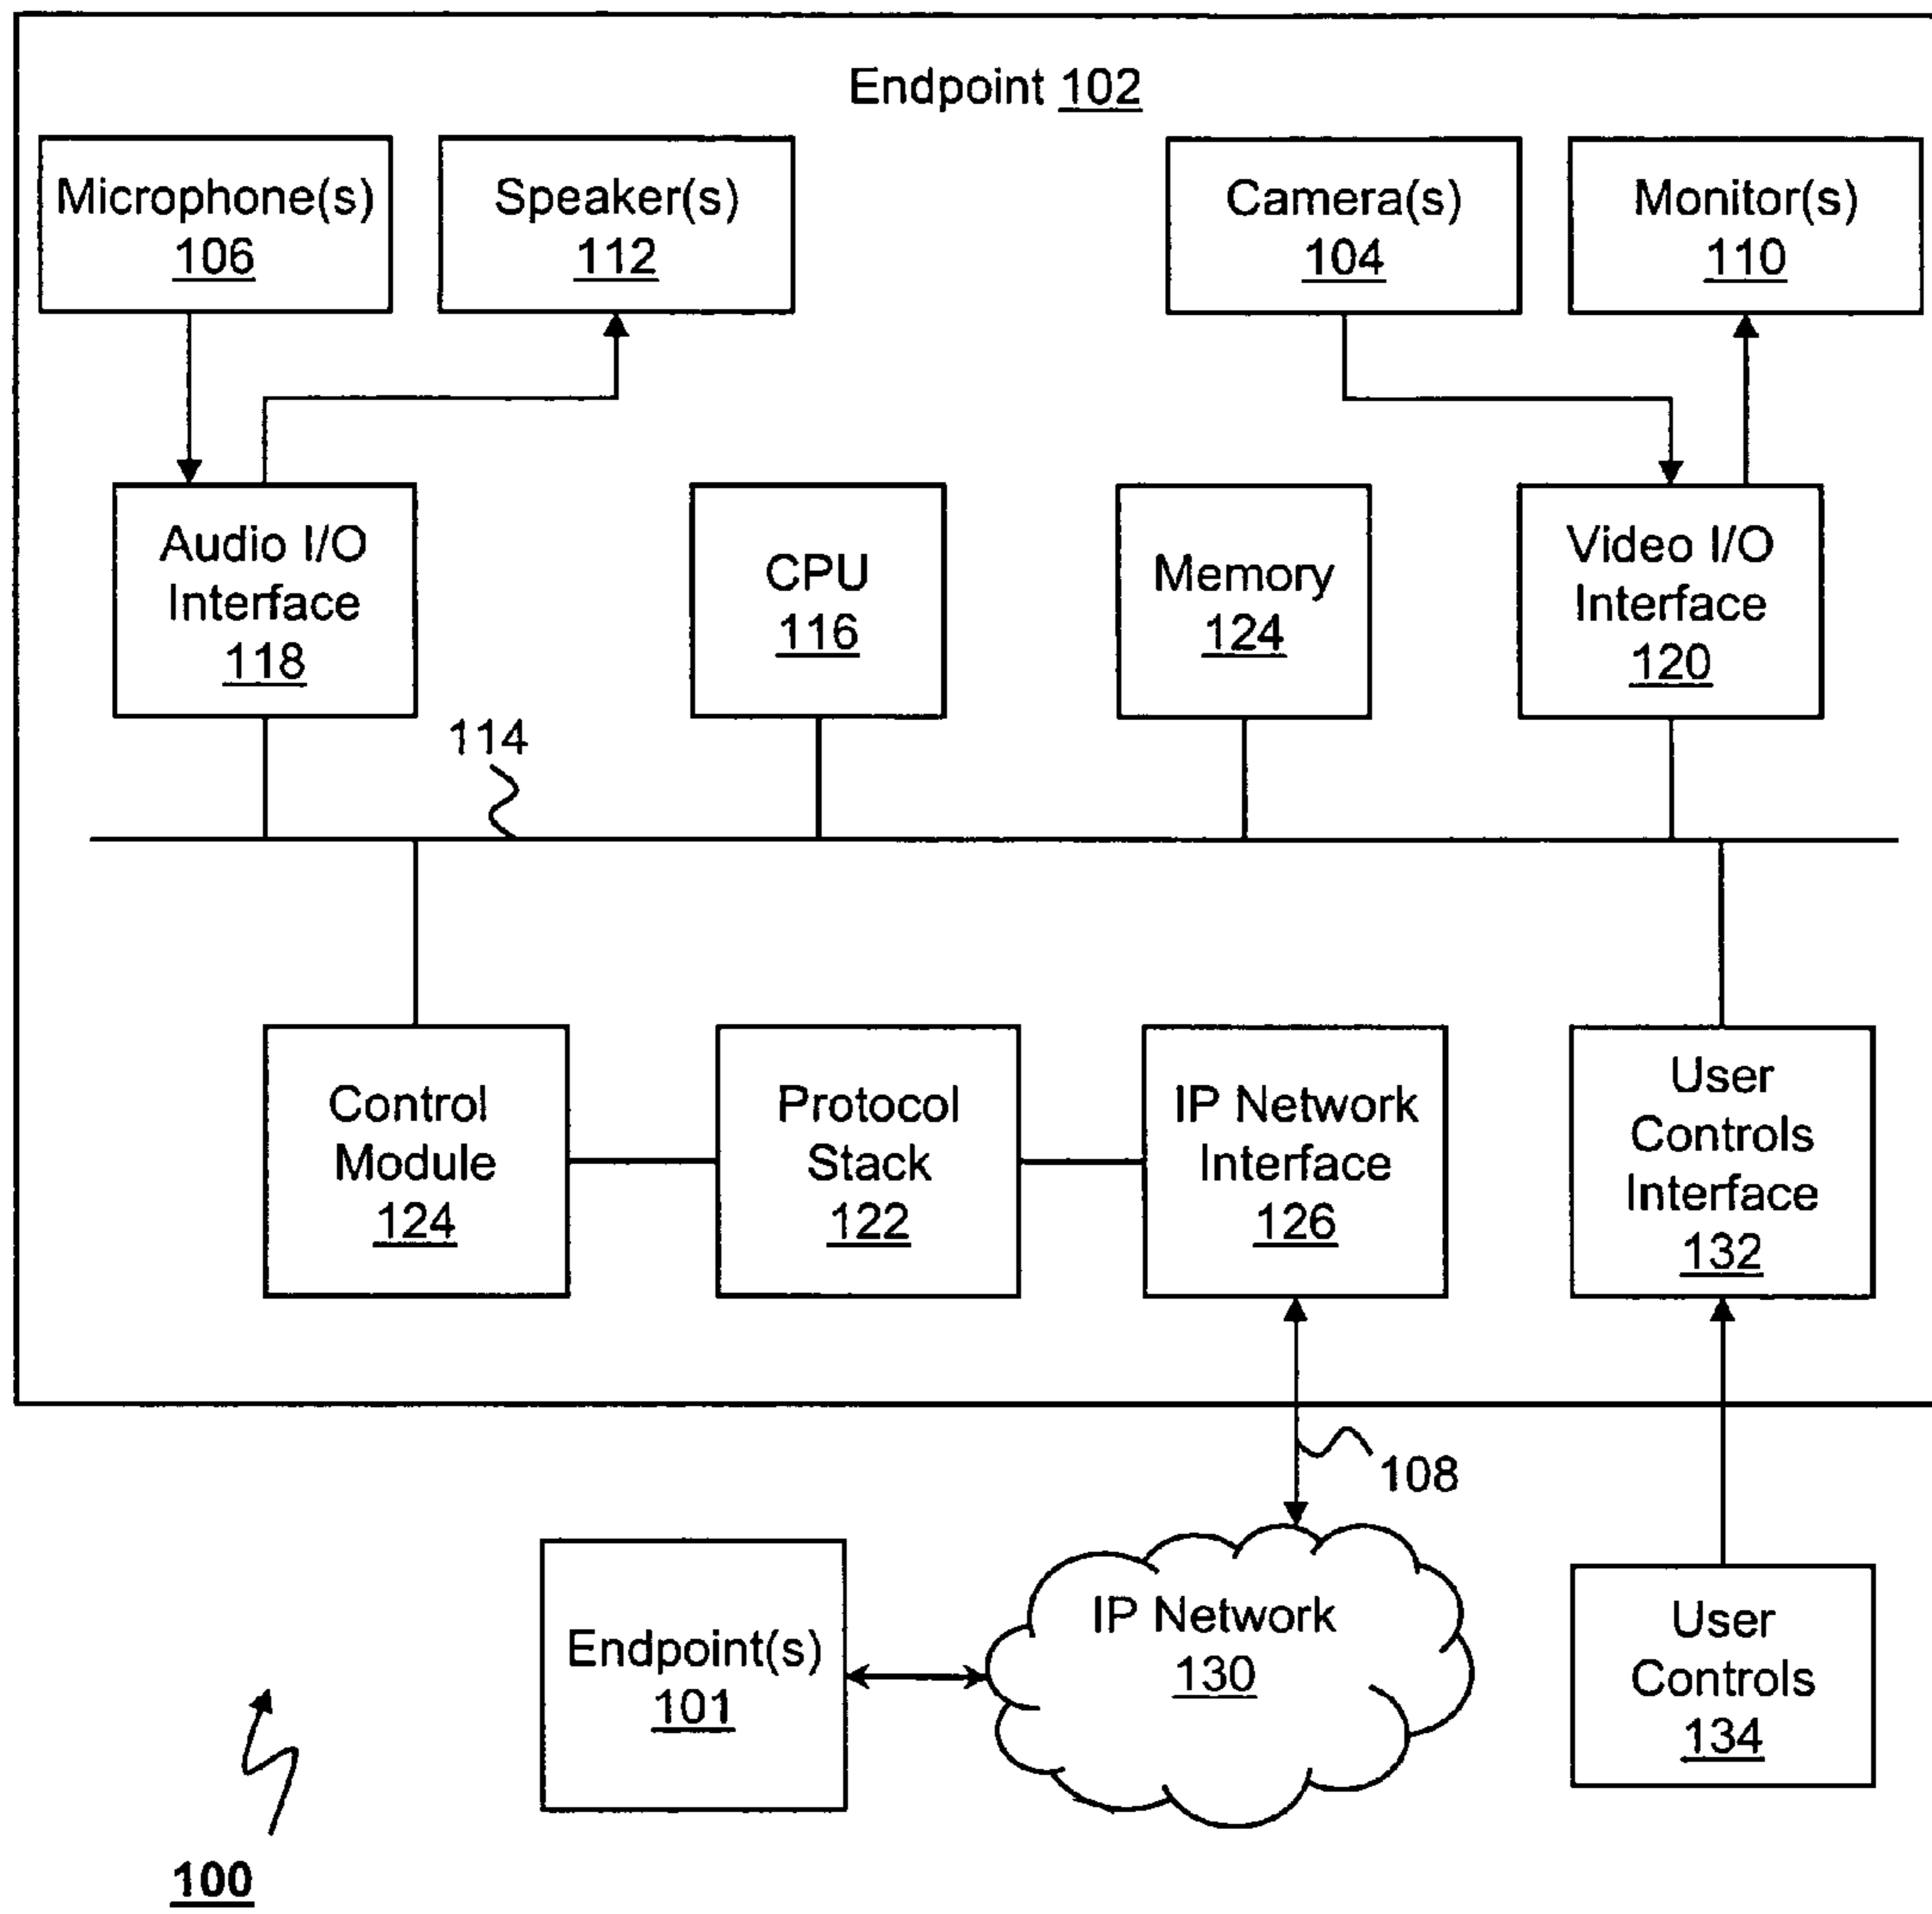 Endpoint 102
Microphone(s)
106
Speaker(s)
112
Camera(s)
104
Monitor(s)
110
Audio I/O
Interface
118
CPU
116
Memory
124
Video I/O
Interface
120
114
Control
Module
124
Protocol
Stack
122
IP Network
Interface
126
User
Controls
Interface
132
108
Endpoint(s)
101
IP Network
130
User
Controls
134
100